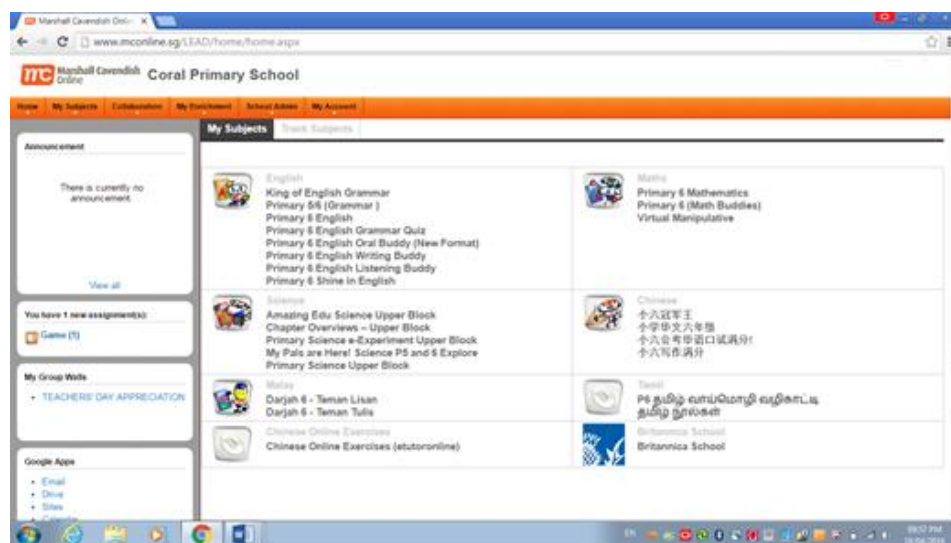 Marshall Cavendish Onlin
www.mconline.sg/LEAD/home/home.aspx
mc Marshall Cavendish Online
Coral Primary School
Home My Subjects Collaboration My Enrichment School Admin My Account
My Subjects Track Subjects
Announcement
There is currently no
announcement.
View all
You have 1 new assignment(s):
Game (1)
My Group Walls
TEACHERS' DAY APPRECIATION
Google Apps
Email
Drive
Sites
Calendar
English
King of English Grammar
Primary 5/6 (Grammar )
Primary 6 English
Primary 6 English Grammar Quiz
Primary 6 English Oral Buddy (New Format)
Primary 6 English Writing Buddy
Primary 6 English Listening Buddy
Primary 6 Shine in English
Maths
Primary 6 Mathematics
Primary 6 (Math Buddies)
Virtual Manipulative
Science
Amazing Edu Science Upper Block
Chapter Overviews – Upper Block
Primary Science e-Experiment Upper Block
My Pals are Here! Science P5 and 6 Explore
Primary Science Upper Block
Chinese
小六冠军王
小学华文六年级
小六会考华语口试满分!
小六写作满分
Malay
Darjah 6 - Teman Lisan
Darjah 6 - Teman Tulis
Tamil
P6 தமிழ் வாய்மொழி வழிகாட்டி
தமிழ் நூல்கள்
Chinese Online Exercises
Chinese Online Exercises (etutoronline)
Britannica School
Britannica School
EN